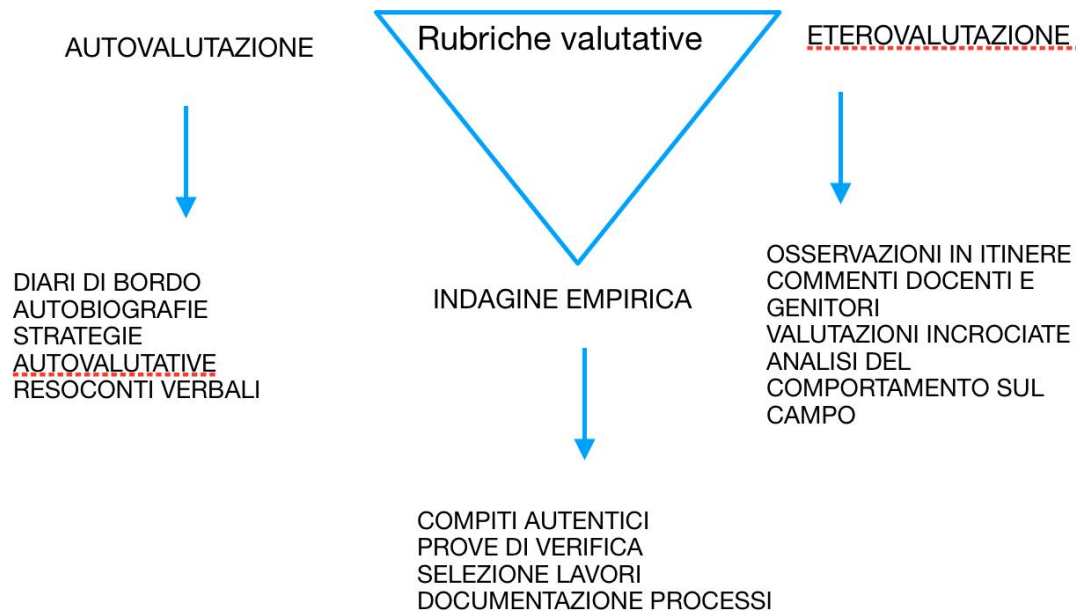 AUTOVALUTAZIONE
Rubriche valutative
ETEROVALUTAZIONE
DIARI DI BORDO
AUTOBIOGRAFIE
STRATEGIE
AUTOVALUTATIVE
RESOCONTI VERBALI
INDAGINE EMPIRICA
OSSERVAZIONI IN ITINERE
COMMENTI DOCENTI E
GENITORI
VALUTAZIONI INCROCIATE
ANALISI DEL
COMPORTAMENTO SUL
CAMPO
COMPITI AUTENTICI
PROVE DI VERIFICA
SELEZIONE LAVORI
DOCUMENTAZIONE PROCESSI